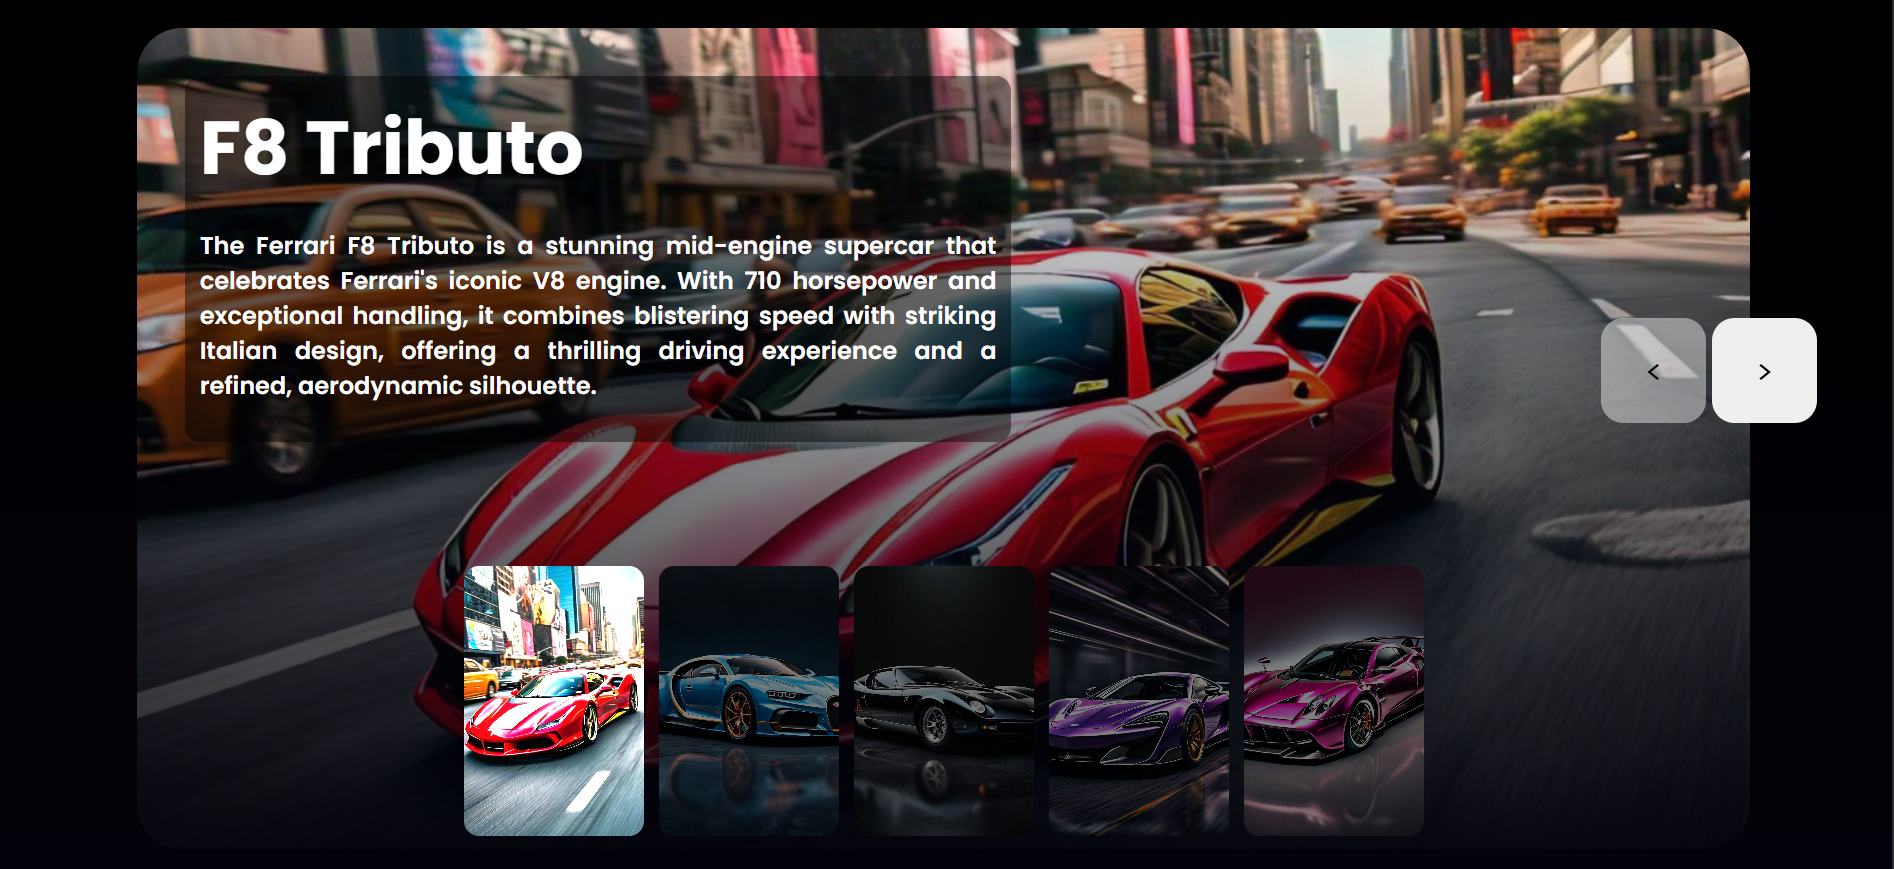 F8 Tributo
The Ferrari F8 Tributo is a stunning mid-engine supercar that
celebrates Ferrari's iconic V8 engine. With 710 horsepower and
exceptional handling, it combines blistering speed with striking
Italian design, offering a thrilling driving experience and a
refined, aerodynamic silhouette.
<
>